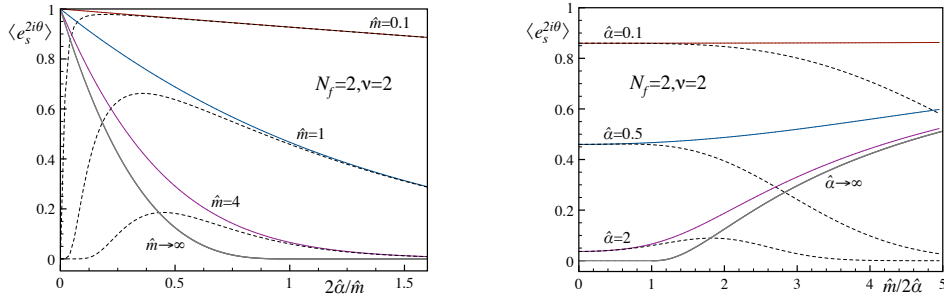 ⟨e_s^{2iθ}⟩
1
0.8
0.6
0.4
0.2
0
m̂=0.1
N_f=2,ν=2
m̂=1
m̂=4
m̂→∞
0
0.5
1
1.5
2α̂/m̂
⟨e_s^{2iθ}⟩
1
0.8
0.6
0.4
0.2
0
α̂=0.1
N_f=2,ν=2
α̂=0.5
α̂→∞
α̂=2
0
1
2
3
4
5
m̂/2α̂